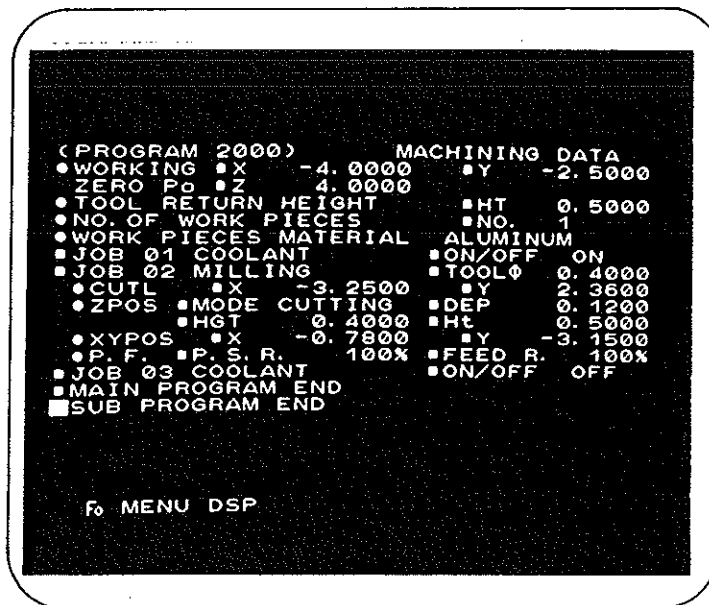 (PROGRAM 2000) MACHINING DATA
●WORKING ■X -4.0000 ■Y -2.5000
ZERO Po ■Z 4.0000
●TOOL RETURN HEIGHT ■HT 0.5000
●NO. OF WORK PIECES ■NO. 1
●WORK PIECES MATERIAL ALUMINUM
■JOB 01 COOLANT ■ON/OFF ON
■JOB 02 MILLING ■TOOLΦ 0.4000
●CUTL ■X -3.2500 ■Y 2.3600
●ZPOS ■MODE CUTTING ■DEP 0.1200
■HGT 0.4000 ■Ht 0.5000
●XYPOS ■X -0.7800 ■Y -3.1500
●P.F. ■P.S.R. 100% ■FEED R. 100%
■JOB 03 COOLANT ■ON/OFF OFF
■MAIN PROGRAM END
■SUB PROGRAM END
Fo MENU DSP